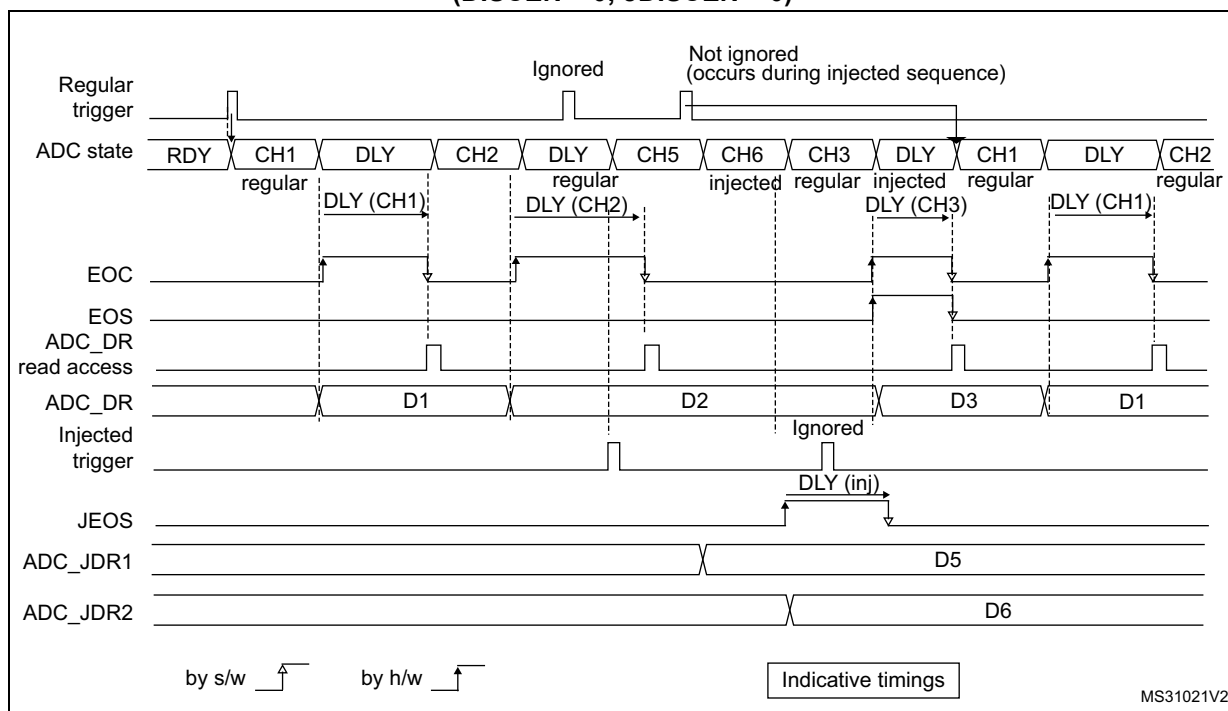 Regular
trigger
Ignored
Not ignored
(occurs during injected sequence)
ADC state
RDY CH1 DLY CH2 DLY CH5 CH6 CH3 DLY CH1 DLY CH2
regular regular injected regular injected regular regular
DLY (CH1) DLY (CH2) DLY (CH3) DLY (CH1)
EOC
EOS
ADC_DR
read access
ADC_DR D1 D2 D3 D1
Injected
trigger
Ignored
DLY (inj)
JEOS
ADC_JDR1 D5
ADC_JDR2 D6
by s/w by h/w Indicative timings
MS31021V2